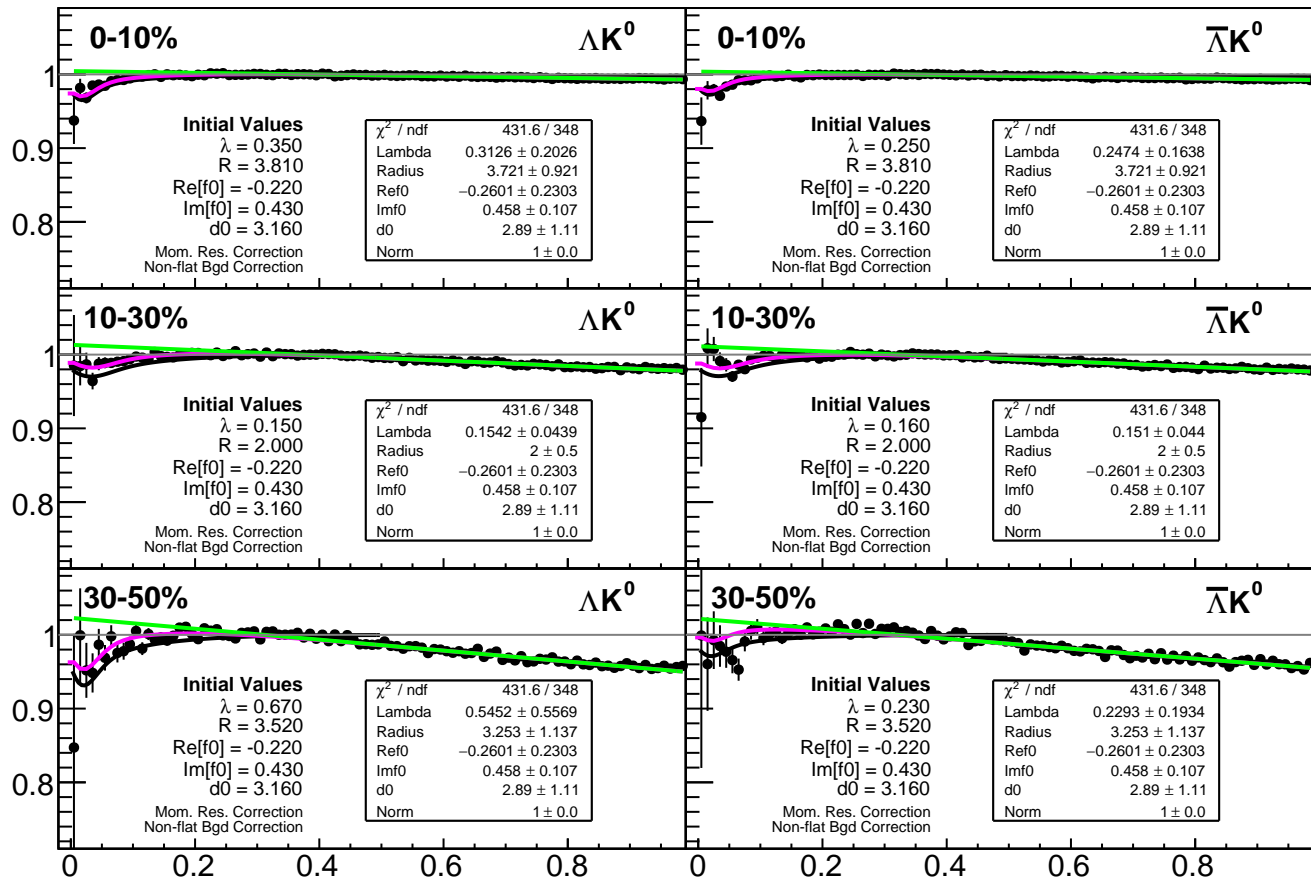 0-10%
ΛK⁰
1
0.9
0.8
Initial Values
λ = 0.350
R = 3.810
Re[f0] = -0.220
Im[f0] = 0.430
d0 = 3.160
Mom. Res. Correction
Non-flat Bgd Correction
χ² / ndf 431.6 / 348
Lambda 0.3126 ± 0.2026
Radius 3.721 ± 0.921
Ref0 −0.2601 ± 0.2303
Imf0 0.458 ± 0.107
d0 2.89 ± 1.11
Norm 1 ± 0.0
0-10%
Λ̅K⁰
Initial Values
λ = 0.250
R = 3.810
Re[f0] = -0.220
Im[f0] = 0.430
d0 = 3.160
Mom. Res. Correction
Non-flat Bgd Correction
χ² / ndf 431.6 / 348
Lambda 0.2474 ± 0.1638
Radius 3.721 ± 0.921
Ref0 −0.2601 ± 0.2303
Imf0 0.458 ± 0.107
d0 2.89 ± 1.11
Norm 1 ± 0.0
10-30%
ΛK⁰
1
0.9
0.8
Initial Values
λ = 0.150
R = 2.000
Re[f0] = -0.220
Im[f0] = 0.430
d0 = 3.160
Mom. Res. Correction
Non-flat Bgd Correction
χ² / ndf 431.6 / 348
Lambda 0.1542 ± 0.0439
Radius 2 ± 0.5
Ref0 −0.2601 ± 0.2303
Imf0 0.458 ± 0.107
d0 2.89 ± 1.11
Norm 1 ± 0.0
10-30%
Λ̅K⁰
Initial Values
λ = 0.160
R = 2.000
Re[f0] = -0.220
Im[f0] = 0.430
d0 = 3.160
Mom. Res. Correction
Non-flat Bgd Correction
χ² / ndf 431.6 / 348
Lambda 0.151 ± 0.044
Radius 2 ± 0.5
Ref0 −0.2601 ± 0.2303
Imf0 0.458 ± 0.107
d0 2.89 ± 1.11
Norm 1 ± 0.0
30-50%
ΛK⁰
1
0.9
0.8
Initial Values
λ = 0.670
R = 3.520
Re[f0] = -0.220
Im[f0] = 0.430
d0 = 3.160
Mom. Res. Correction
Non-flat Bgd Correction
χ² / ndf 431.6 / 348
Lambda 0.5452 ± 0.5569
Radius 3.253 ± 1.137
Ref0 −0.2601 ± 0.2303
Imf0 0.458 ± 0.107
d0 2.89 ± 1.11
Norm 1 ± 0.0
30-50%
Λ̅K⁰
Initial Values
λ = 0.230
R = 3.520
Re[f0] = -0.220
Im[f0] = 0.430
d0 = 3.160
Mom. Res. Correction
Non-flat Bgd Correction
χ² / ndf 431.6 / 348
Lambda 0.2293 ± 0.1934
Radius 3.253 ± 1.137
Ref0 −0.2601 ± 0.2303
Imf0 0.458 ± 0.107
d0 2.89 ± 1.11
Norm 1 ± 0.0
0 0.2 0.4 0.6 0.8 0 0.2 0.4 0.6 0.8